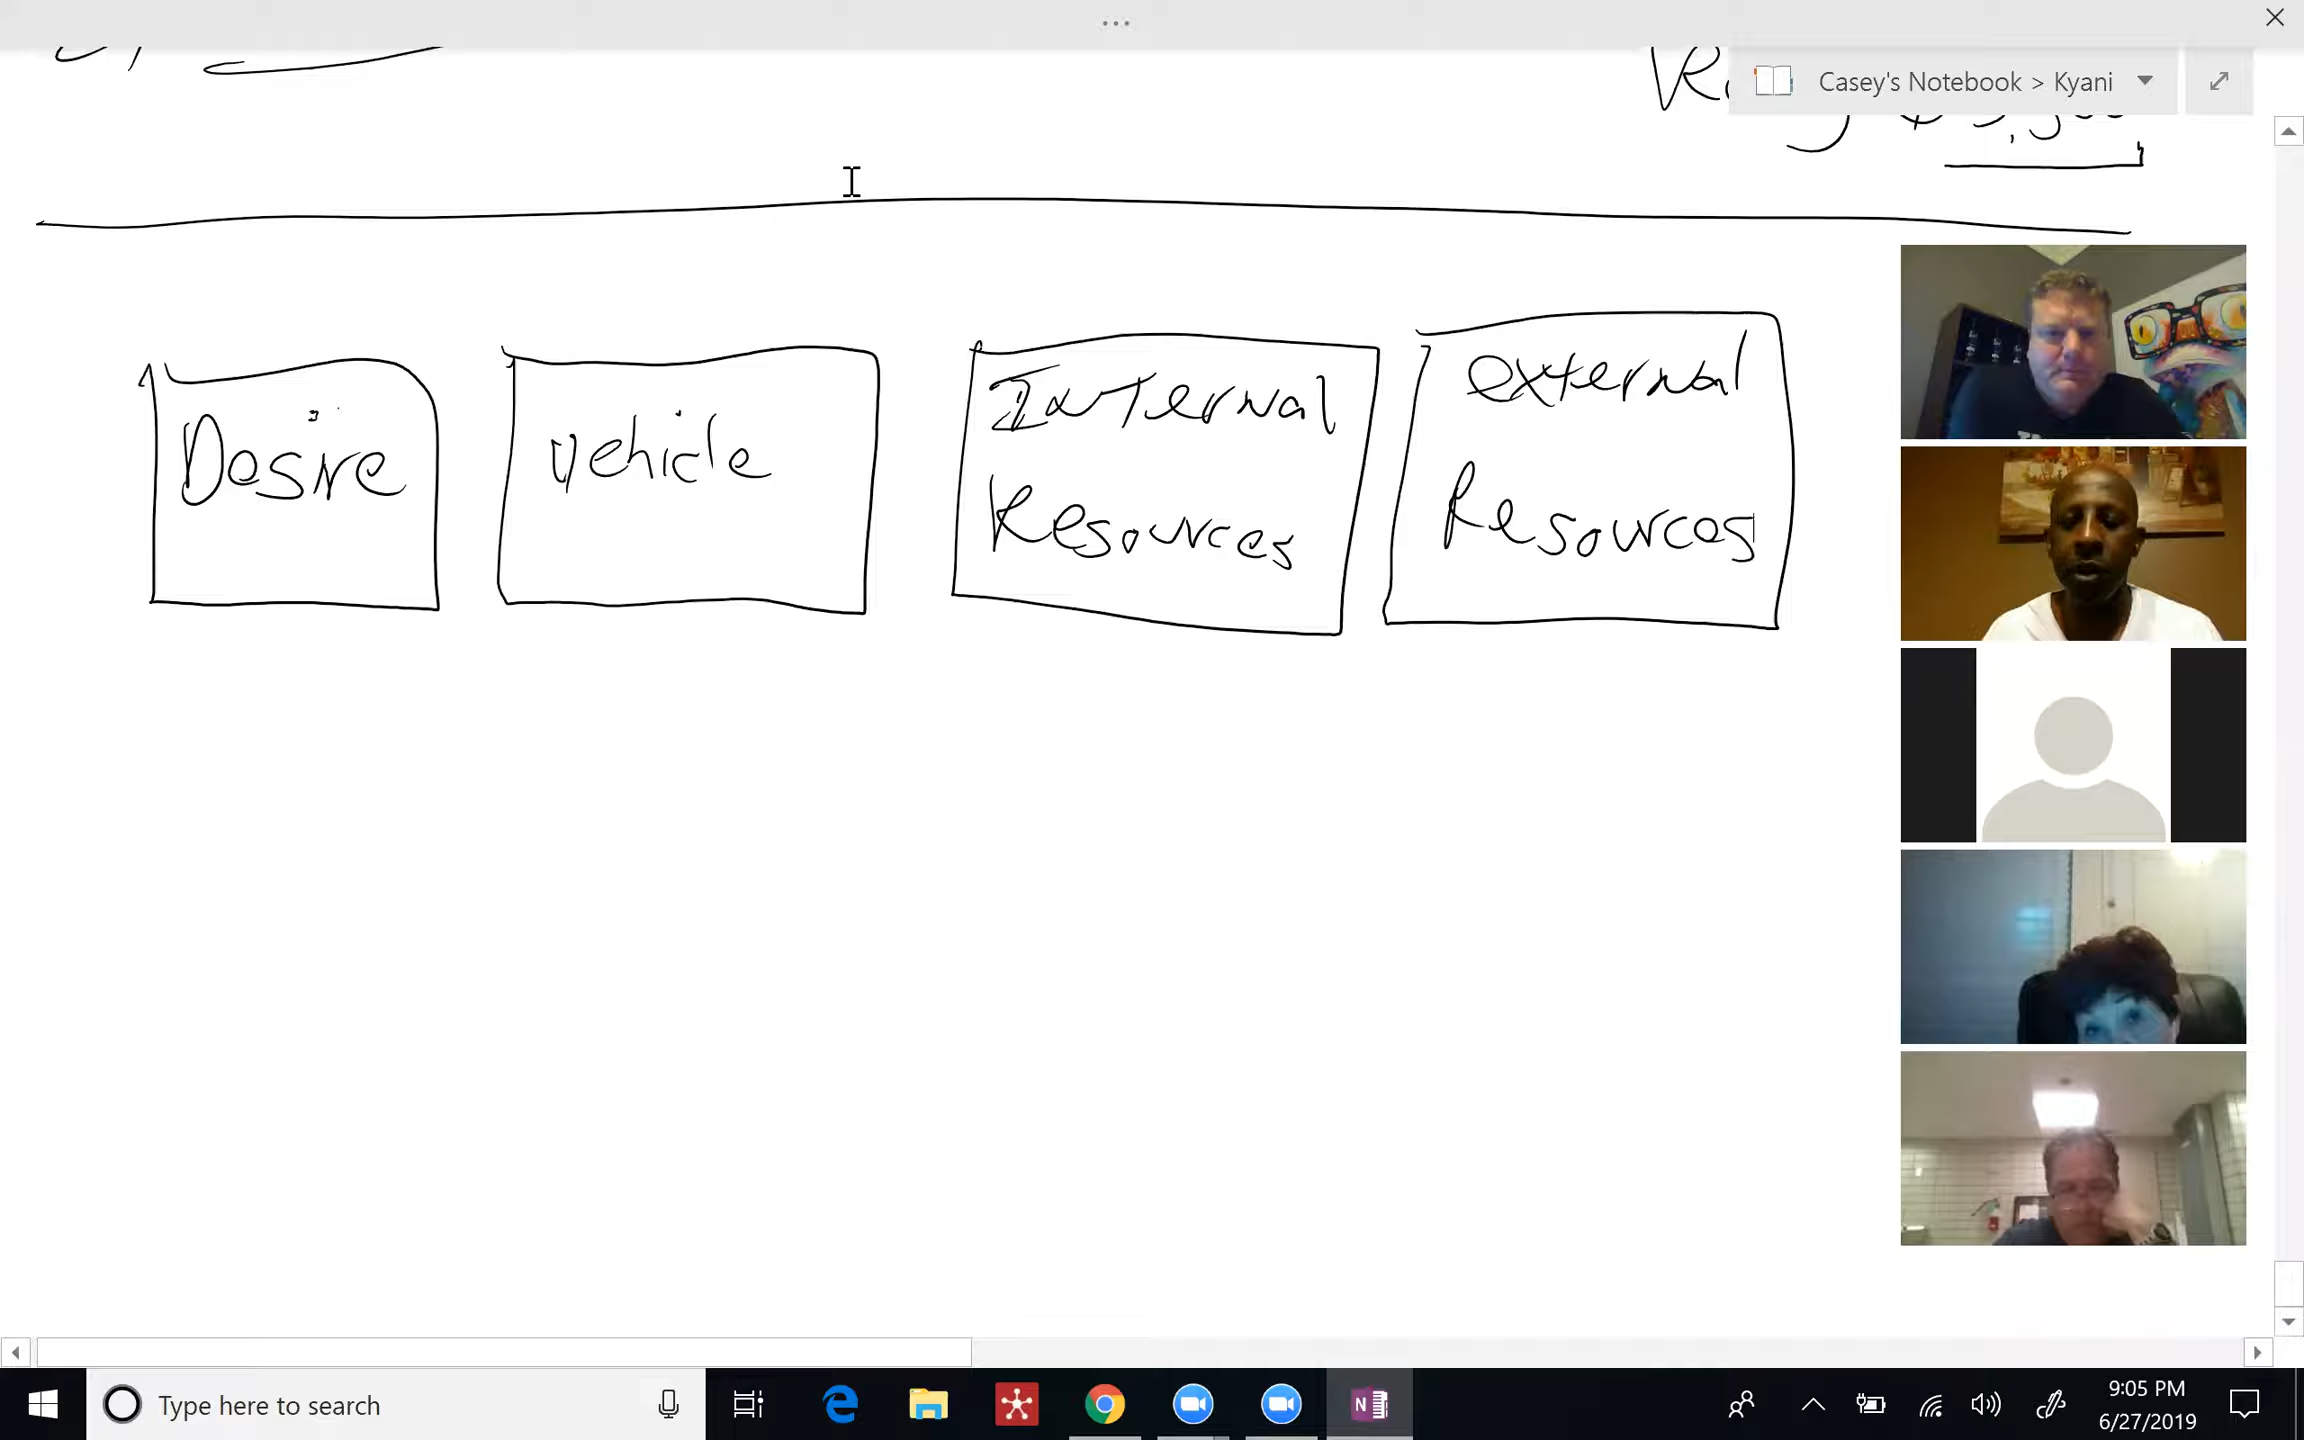 Casey's Notebook > Kyani
Desire
vehicle
Internal
Resources
external
Resources
Type here to search
9:05 PM
6/27/2019